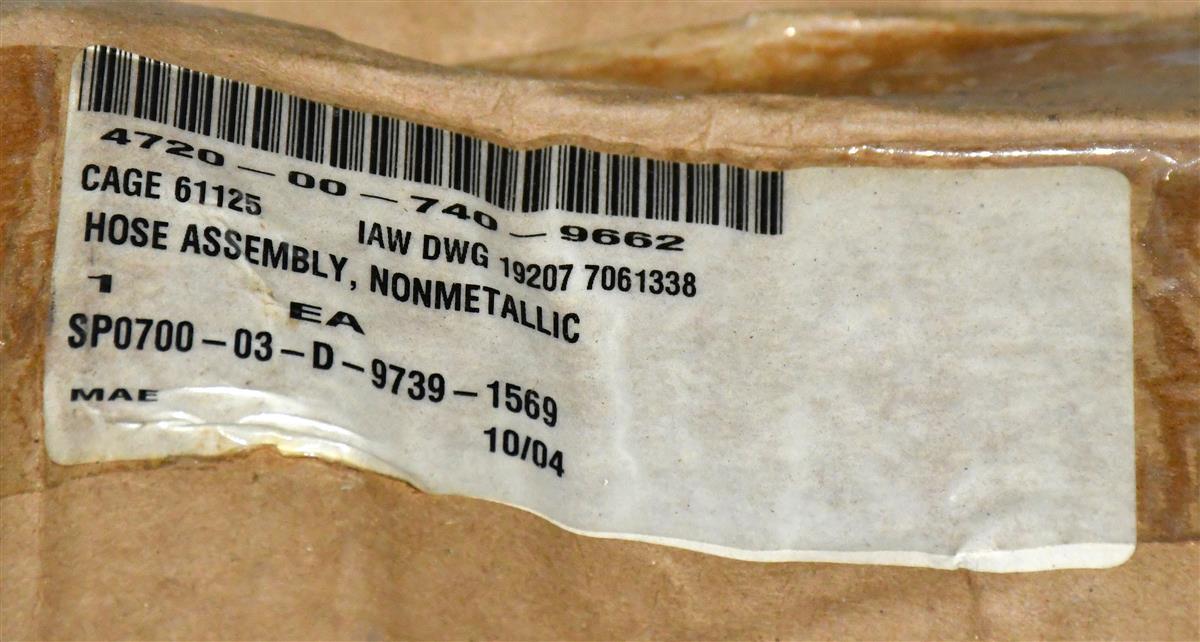 4720-00-740-9662
CAGE 61125 IAW DWG 19207 7061338
HOSE ASSEMBLY, NONMETALLIC
1 EA
SP0700-03-D-9739-1569
MAE 10/04